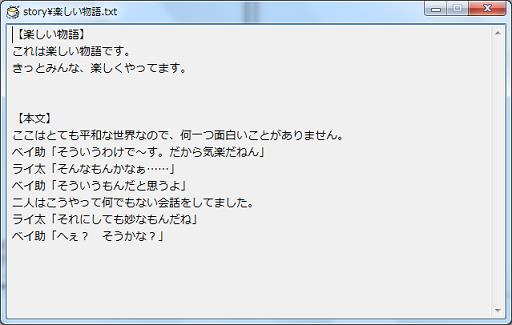 story¥楽しい物語.txt
【楽しい物語】
これは楽しい物語です。
きっとみんな、楽しくやってます。
【本文】
ここはとても平和な世界なので、何一つ面白いことがありません。
ベイ助「そういうわけで～す。だから気楽だねん」
ライ太「そんなもんかなぁ……」
ベイ助「そういうもんだと思うよ」
二人はこうやって何でもない会話をしてました。
ライ太「それにしても妙なもんだね」
ベイ助「へぇ？　そうかな？」